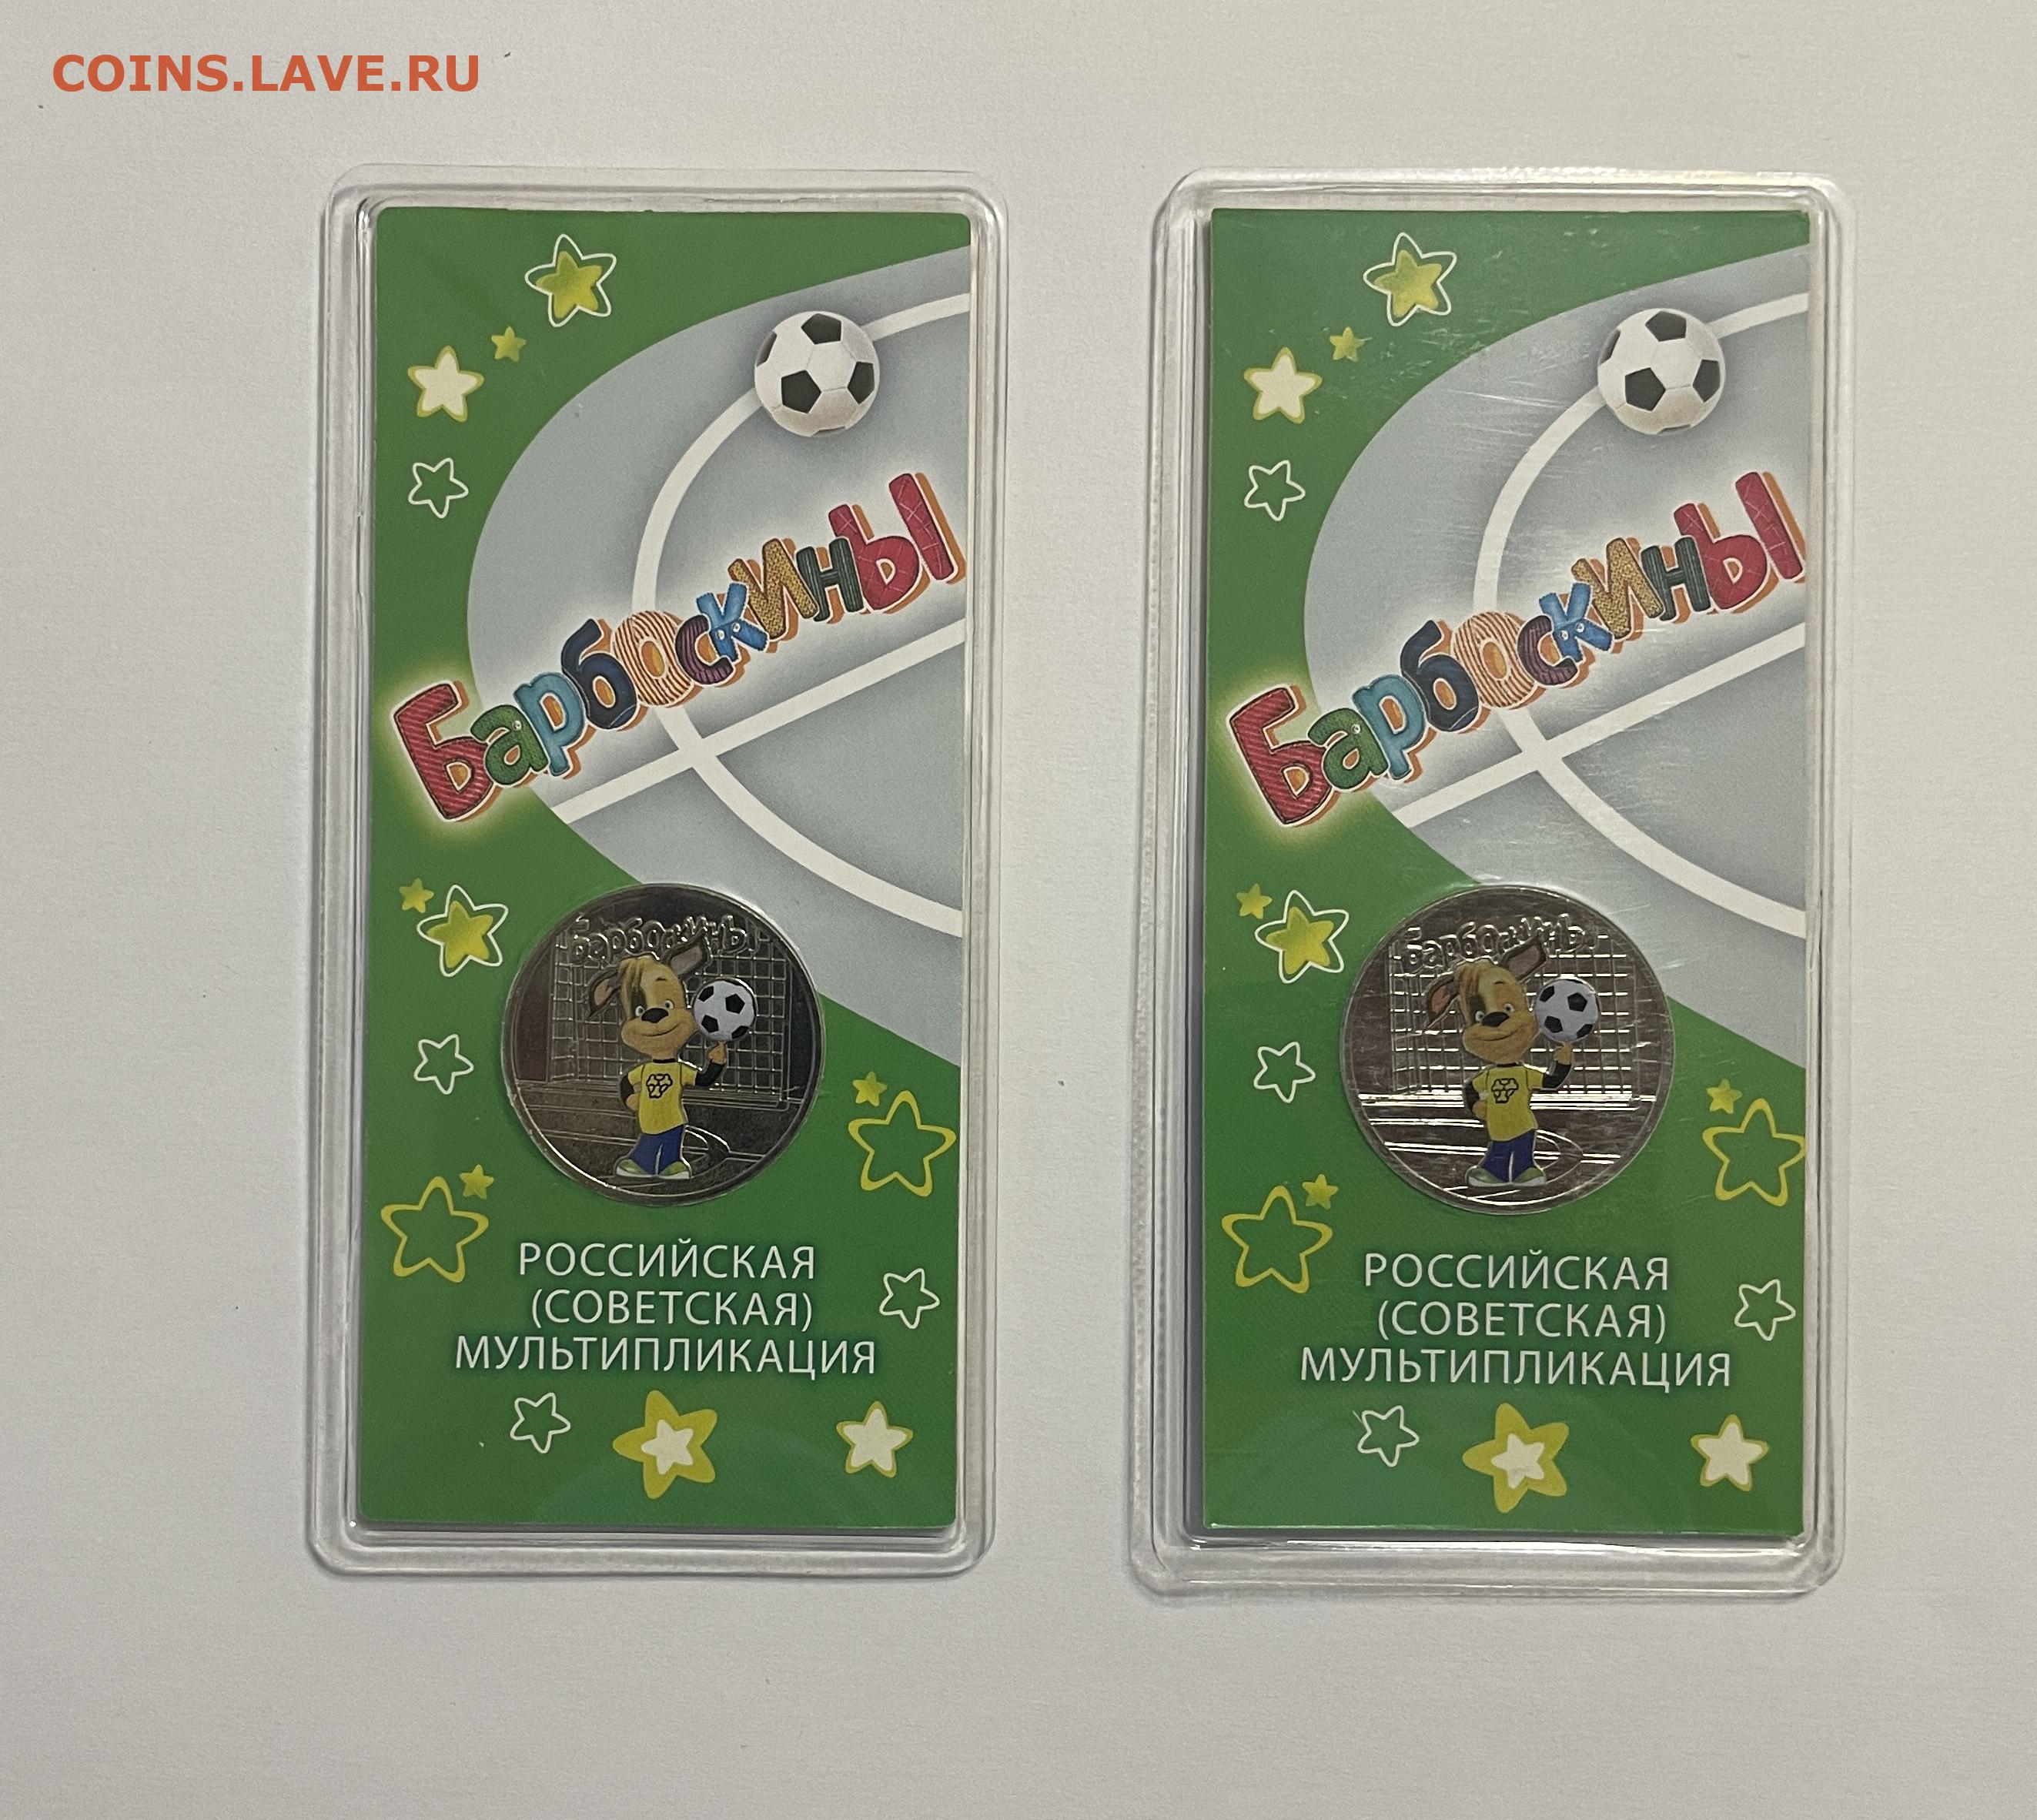 COINS.LAVE.RU
Барбоскины
Барбоскины
РОССИЙСКАЯ
(СОВЕТСКАЯ)
МУЛЬТИПЛИКАЦИЯ
Барбоскины
Барбоскины
РОССИЙСКАЯ
(СОВЕТСКАЯ)
МУЛЬТИПЛИКАЦИЯ